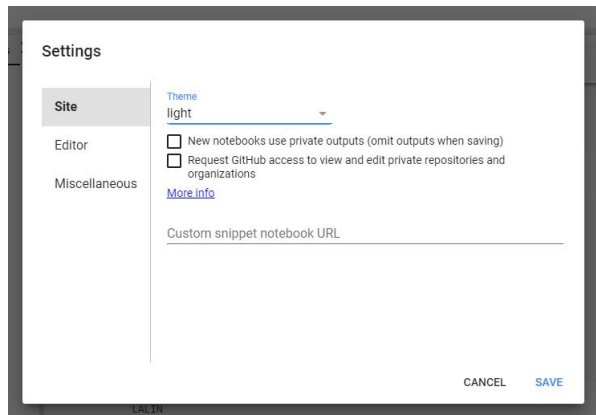 Settings
Site
Editor
Miscellaneous
Theme
light
New notebooks use private outputs (omit outputs when saving)
Request GitHub access to view and edit private repositories and
organizations
More info
Custom snippet notebook URL
CANCEL SAVE
LALIN